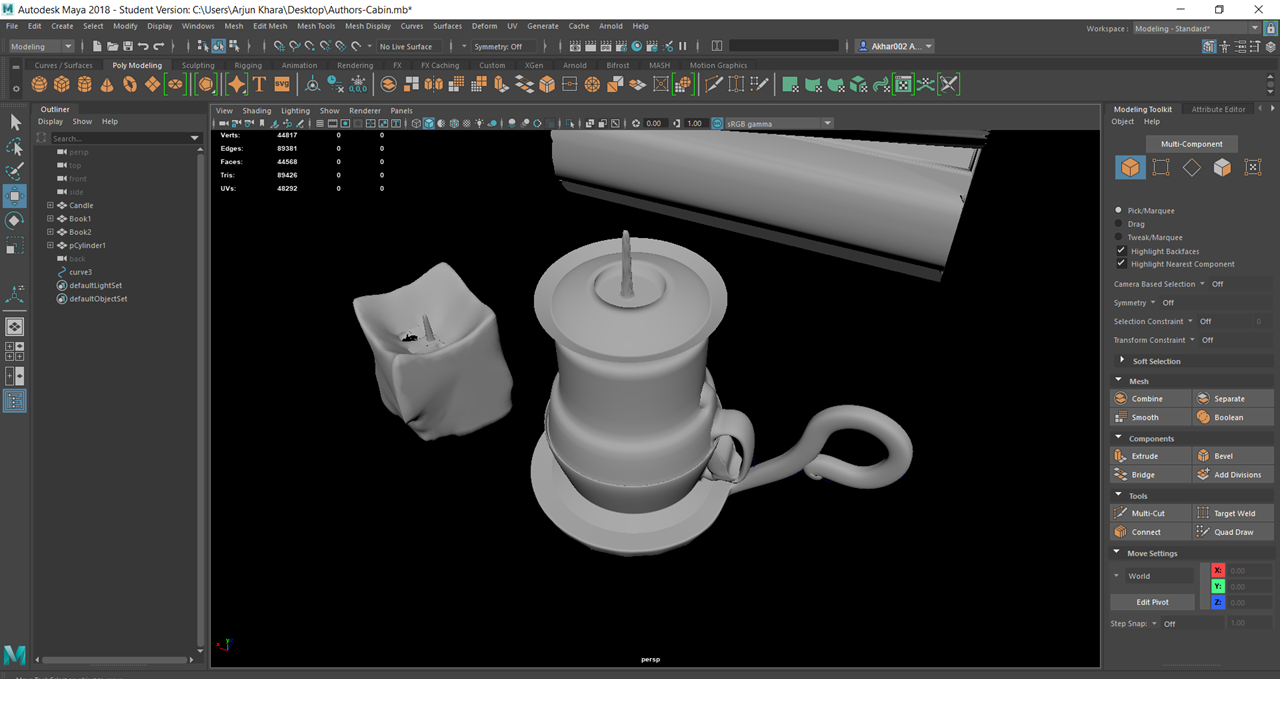 Autodesk Maya 2018 - Student Version: C:\Users\Arjun Khara\Desktop\Authors-Cabin.mb*
File Edit Create Select Modify Display Windows Mesh Edit Mesh Mesh Tools Mesh Display Curves Surfaces Deform UV Generate Cache Arnold Help
Workspace : Modeling - Standard*
Modeling No Live Surface Symmetry: Off Akhar002 A...
Curves / Surfaces Poly Modeling Sculpting Rigging Animation Rendering FX FX Caching Custom XGen Arnold Bifrost MASH Motion Graphics
T SVG 0,0,0
Outliner
Display Show Help
Search...
persp
top
front
side
Candle
Book1
Book2
pCylinder1
back
curve3
defaultLightSet
defaultObjectSet
View Shading Lighting Show Renderer Panels
0.00 1.00 sRGB gamma
Verts: 44817 0 0
Edges: 89381 0 0
Faces: 44568 0 0
Tris: 89426 0 0
UVs: 48292 0 0
persp
Modeling Toolkit Attribute Editor
Object Help
Multi-Component
Pick/Marquee
Drag
Tweak/Marquee
Highlight Backfaces
Highlight Nearest Component
Camera Based Selection Off
Symmetry Off
Selection Constraint Off 0
Transform Constraint Off
Soft Selection
Mesh
Combine Separate
Smooth Boolean
Components
Extrude Bevel
Bridge Add Divisions
Tools
Multi-Cut Target Weld
Connect Quad Draw
Move Settings
World
X: 0.00
Y: 0.00
Z: 0.00
Edit Pivot
Step Snap: Off 1.00